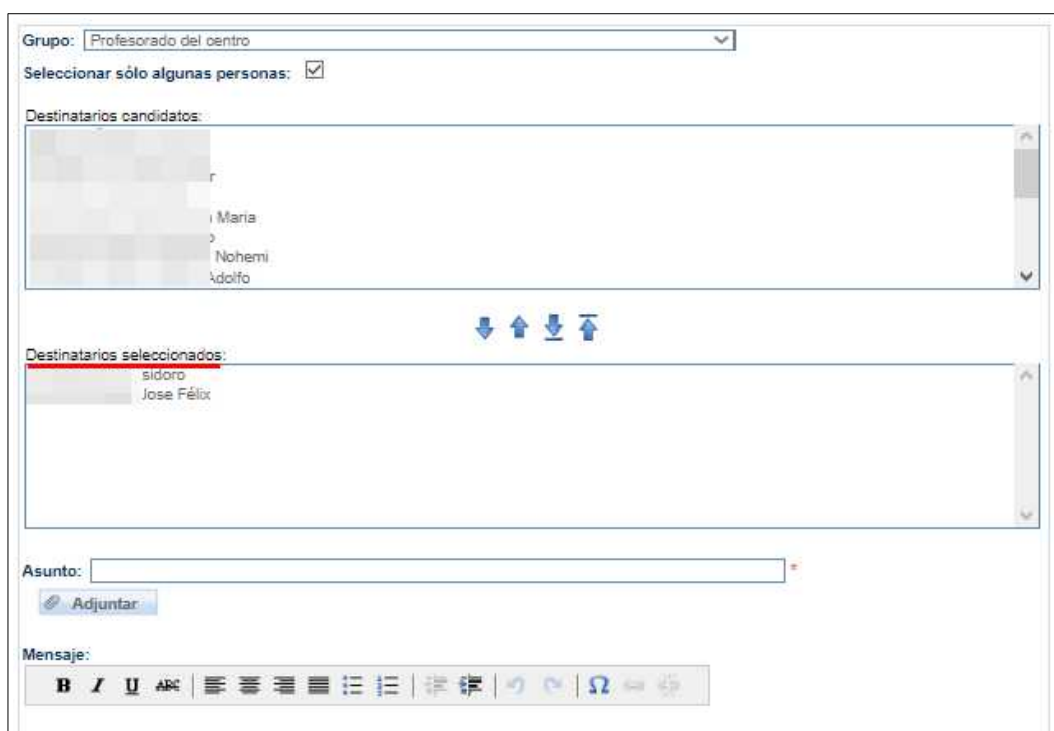 Grupo: Profesorado del centro
Seleccionar sólo algunas personas:
Destinatarios candidatos:
r
Maria
Nohemi
Adolfo
Destinatarios seleccionados:
sidoro
Jose Félix
Asunto: *
Adjuntar
Mensaje:
B I U ABC Ω